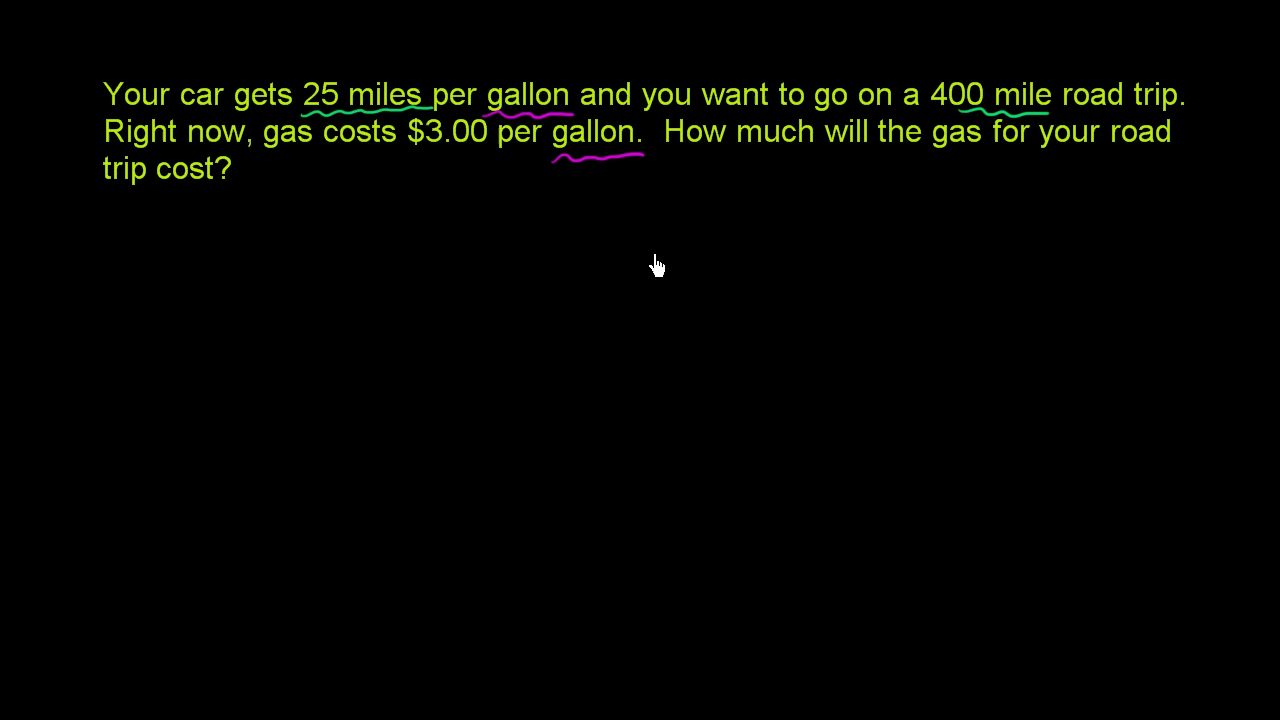 Your car gets 25 miles per gallon and you want to go on a 400 mile road trip.
Right now, gas costs $3.00 per gallon.  How much will the gas for your road
trip cost?